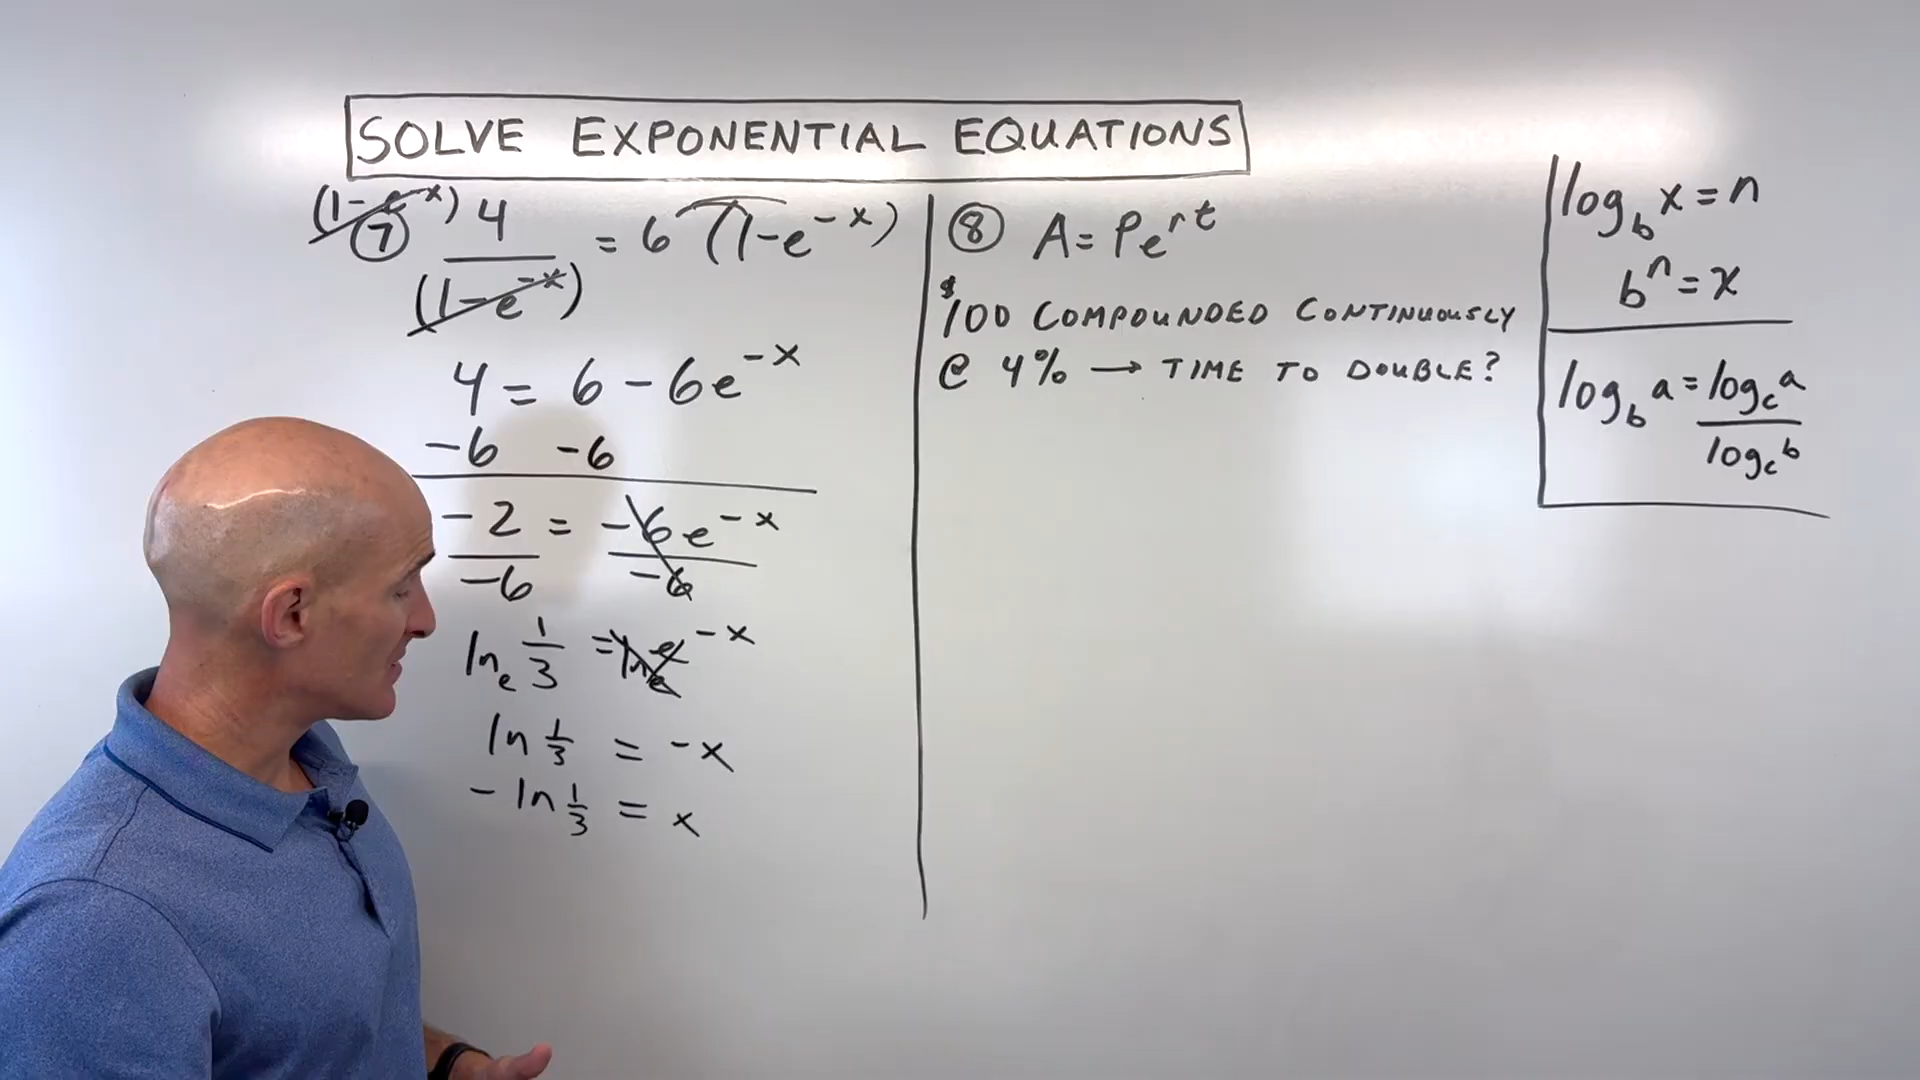 SOLVE EXPONENTIAL EQUATIONS
(1-e^-x) 4/(1-e^-x) = 6 (1-e^-x)
⑦
4 = 6 - 6e^-x
-6 -6
-2/-6 = -6e^-x/-6
ln_e 1/3 = ln_e e^-x
ln 1/3 = -x
-ln 1/3 = x
⑧ A = Pe^rt
$100 COMPOUNDED CONTINUOUSLY
@ 4% → TIME TO DOUBLE?
log_b x = n
b^n = x
log_b a = log_c a/log_c b